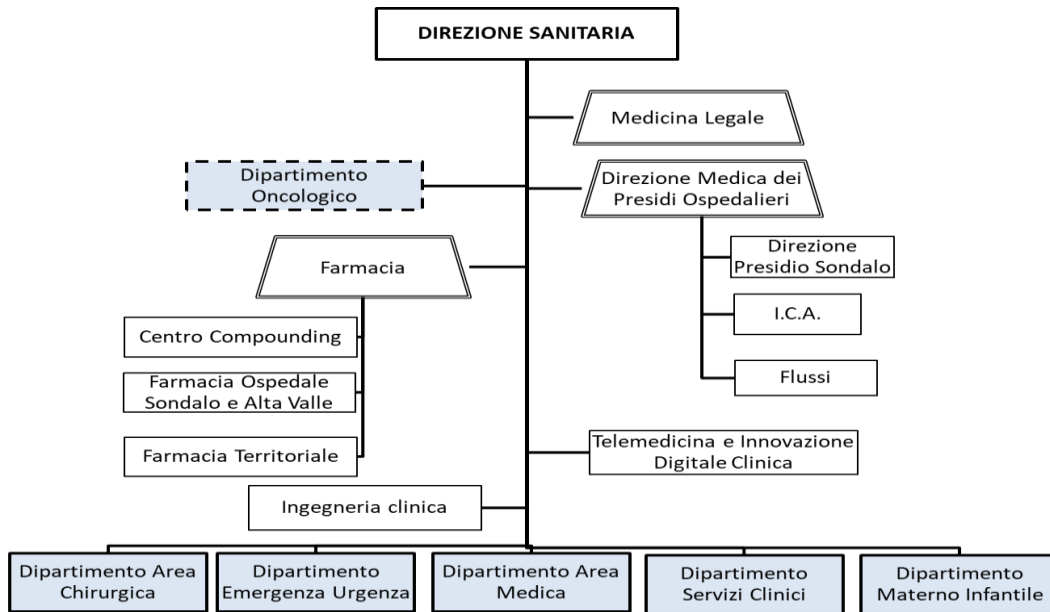 DIREZIONE SANITARIA
Medicina Legale
Dipartimento
Oncologico
Direzione Medica dei
Presidi Ospedalieri
Farmacia
Direzione
Presidio Sondalo
I.C.A.
Centro Compounding
Flussi
Farmacia Ospedale
Sondalo e Alta Valle
Farmacia Territoriale
Telemedicina e Innovazione
Digitale Clinica
Ingegneria clinica
Dipartimento Area
Chirurgica
Dipartimento
Emergenza Urgenza
Dipartimento Area
Medica
Dipartimento
Servizi Clinici
Dipartimento
Materno Infantile